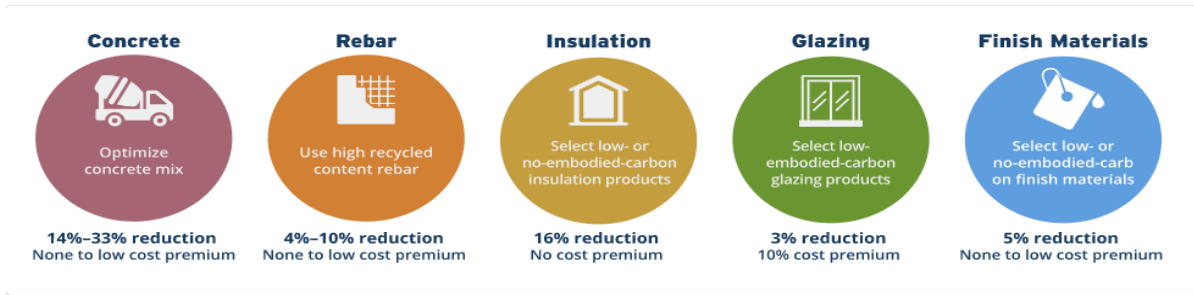 Concrete
Optimize
concrete mix
14%–33% reduction
None to low cost premium
Rebar
Use high recycled
content rebar
4%–10% reduction
None to low cost premium
Insulation
Select low- or
no-embodied-carbon
insulation products
16% reduction
No cost premium
Glazing
Select low-
embodied-carbon
glazing products
3% reduction
10% cost premium
Finish Materials
Select low- or
no-embodied-carb
on finish materials
5% reduction
None to low cost premium